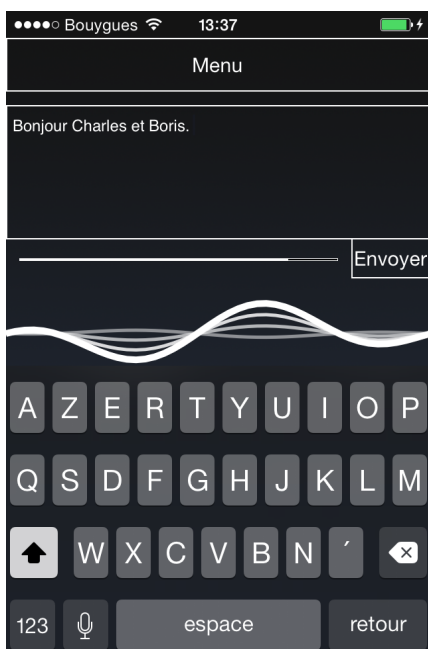 Bouygues 13:37
Menu
Bonjour Charles et Boris.
Envoyer
A Z E R T Y U I O P
Q S D F G H J K L M
W X C V B N ´
123 espace retour